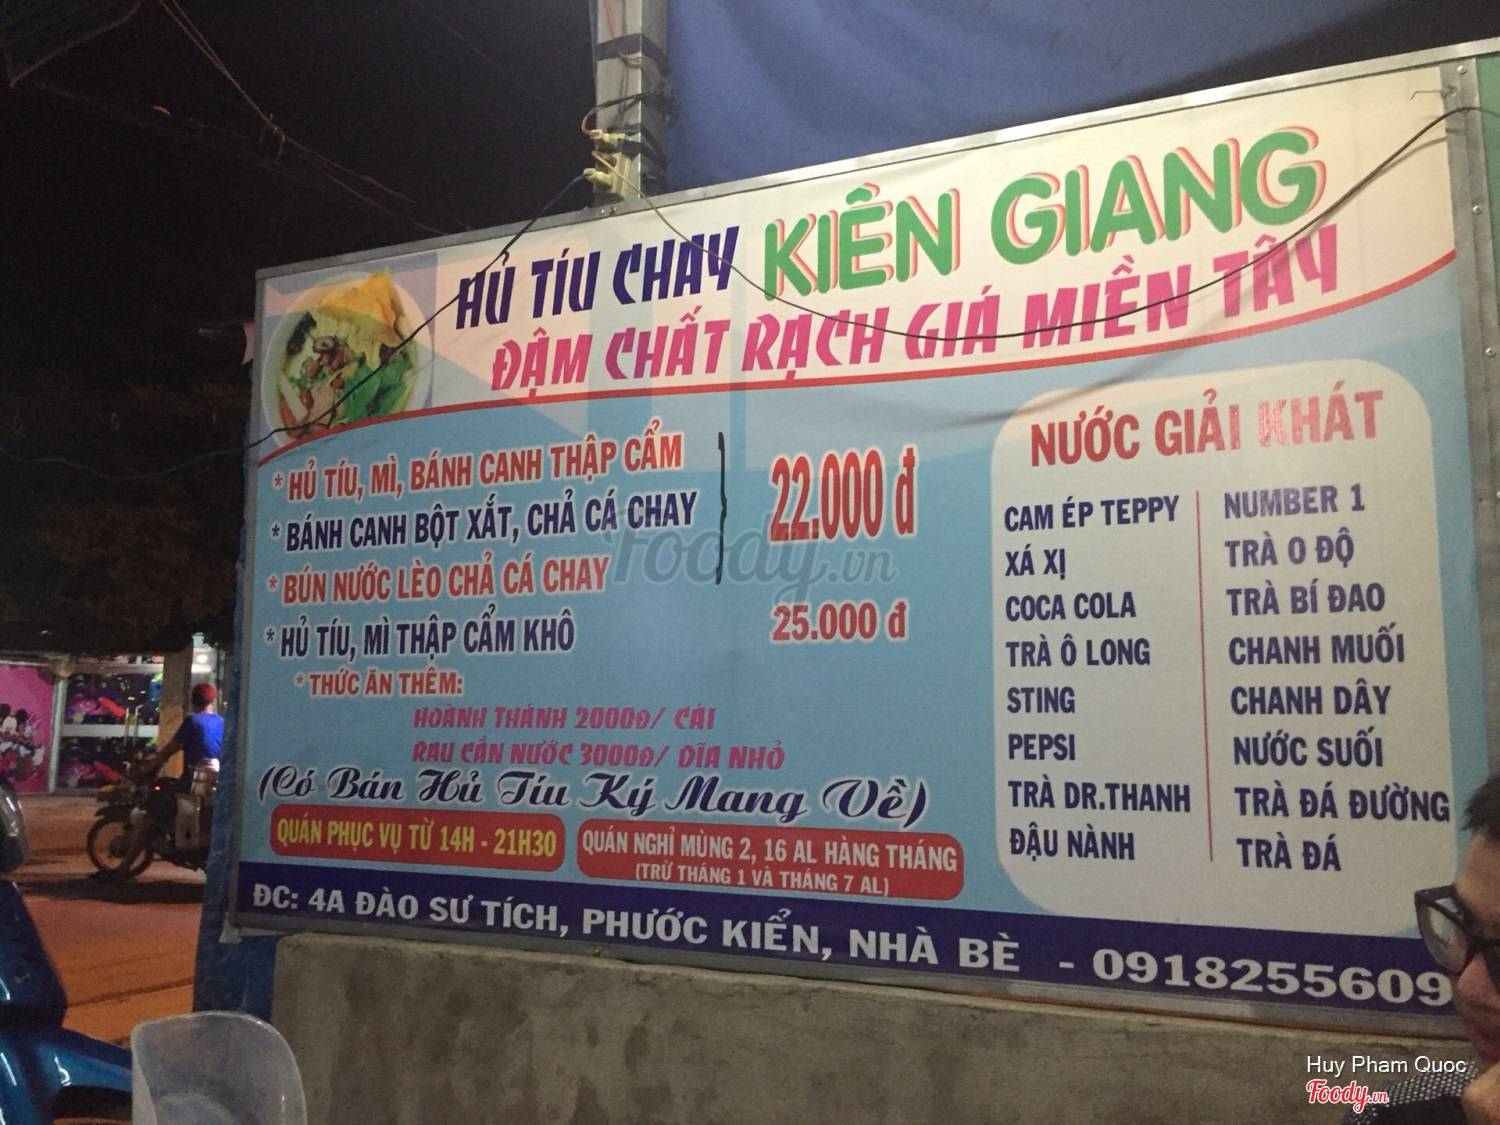 HỦ TÍU CHAY KIÊN GIANG
ĐẬM CHẤT RẠCH GIÁ MIỀN TÂY
* HỦ TÍU, MÌ, BÁNH CANH THẬP CẨM
* BÁNH CANH BỘT XẮT, CHẢ CÁ CHAY
* BÚN NƯỚC LÈO CHẢ CÁ CHAY
22.000 đ
* HỦ TÍU, MÌ THẬP CẨM KHÔ
25.000 đ
* THỨC ĂN THÊM:
HOÀNH THÁNH 2000Đ/ CÁI
RAU CẦN NƯỚC 3000Đ/ DĨA NHỎ
(Có Bán Hủ Tíu Ký Mang Về)
QUÁN PHỤC VỤ TỪ 14H - 21H30
QUÁN NGHỈ MÙNG 2, 16 AL HÀNG THÁNG
(TRỪ THÁNG 1 VÀ THÁNG 7 AL)
NƯỚC GIẢI KHÁT
CAM ÉP TEPPY
XÁ XỊ
COCA COLA
TRÀ Ô LONG
STING
PEPSI
TRÀ DR.THANH
ĐẬU NÀNH
NUMBER 1
TRÀ O ĐỘ
TRÀ BÍ ĐAO
CHANH MUỐI
CHANH DÂY
NƯỚC SUỐI
TRÀ ĐÁ ĐƯỜNG
TRÀ ĐÁ
ĐC: 4A ĐÀO SƯ TÍCH, PHƯỚC KIỂN, NHÀ BÈ - 0918255609
Foody.vn
Huy Pham Quoc
Foody.vn